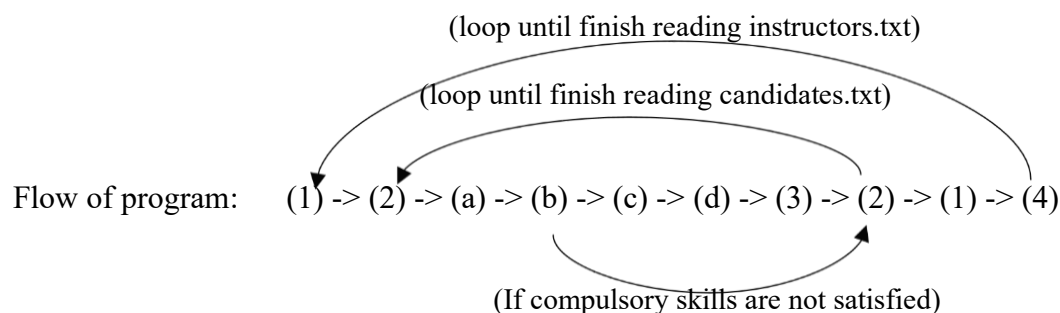 (loop until finish reading instructors.txt)
(loop until finish reading candidates.txt)
Flow of program: (1) -> (2) -> (a) -> (b) -> (c) -> (d) -> (3) -> (2) -> (1) -> (4)
(If compulsory skills are not satisfied)